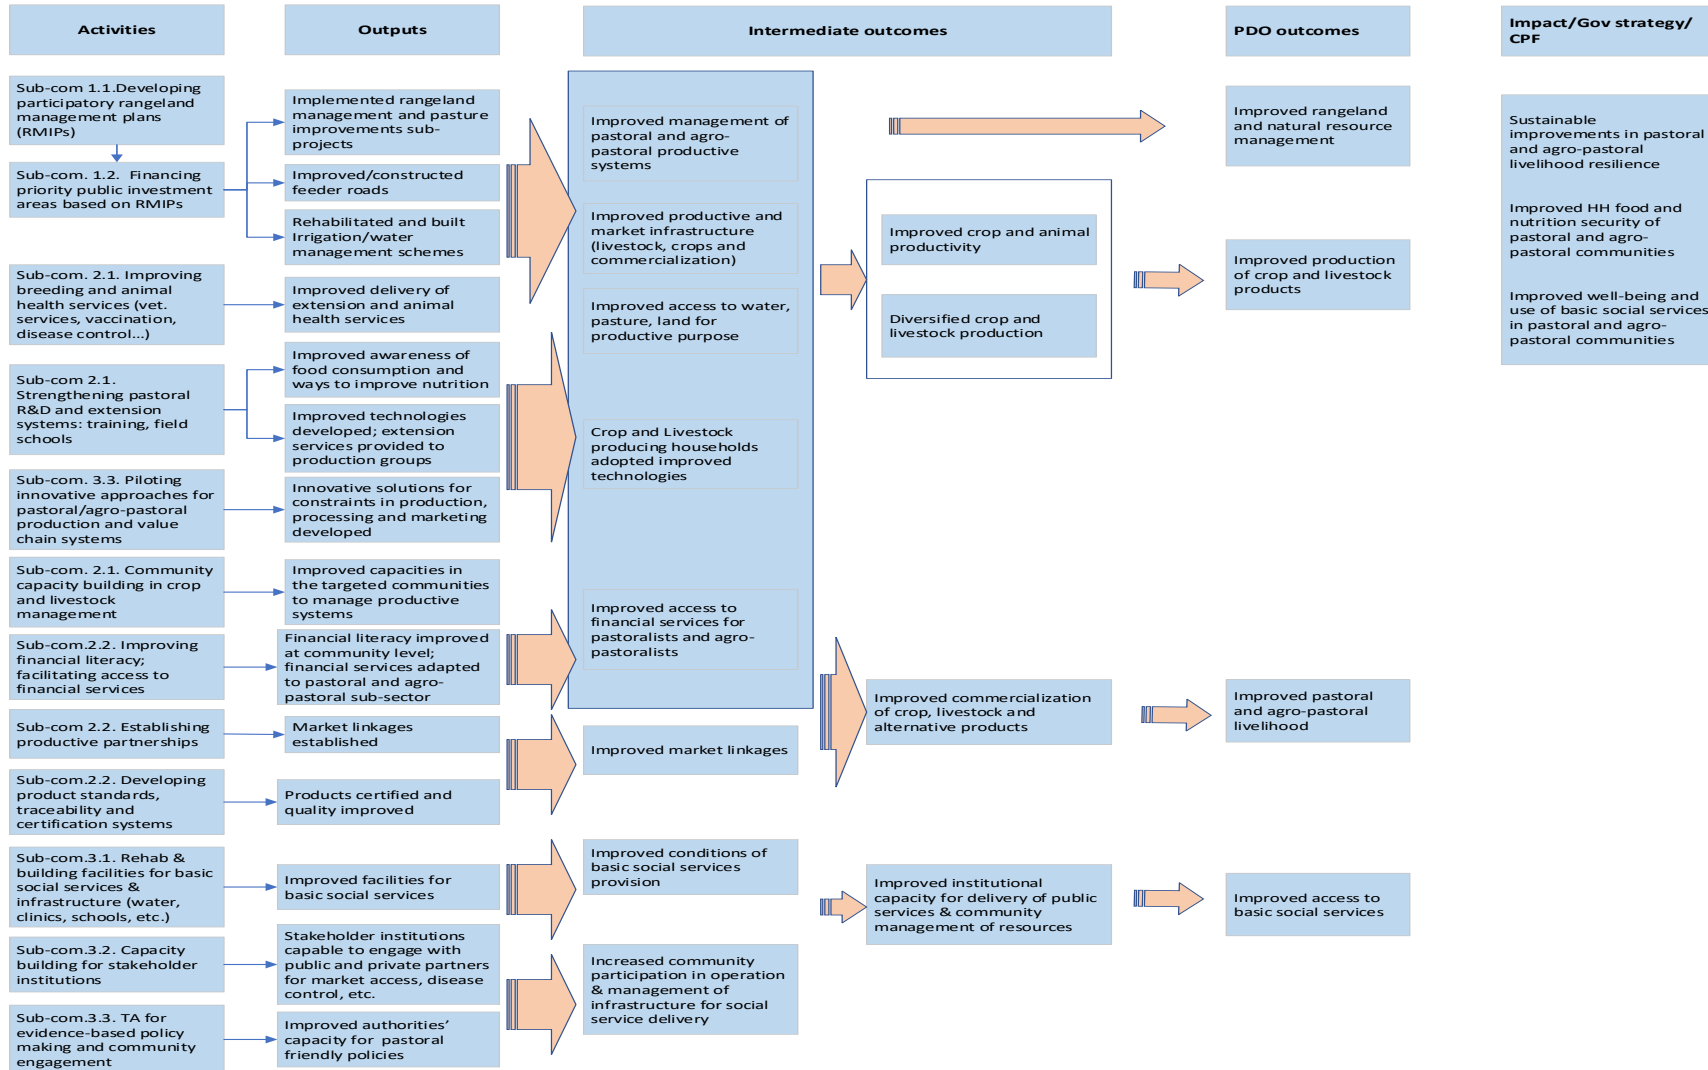 Activities
Outputs
Intermediate outcomes
PDO outcomes
Impact/Gov strategy/
CPF
Sub-com 1.1.Developing
participatory rangeland
management plans
(RMIPs)
Sub-com. 1.2.  Financing
priority public investment
areas based on RMIPs
Sub-com. 2.1. Improving
breeding and animal
health services (vet.
services, vaccination,
disease control...)
Sub-com 2.1.
Strengthening pastoral
R&D and extension
systems: training, field
schools
Sub-com. 3.3. Piloting
innovative approaches for
pastoral/agro-pastoral
production and value
chain systems
Sub-com. 2.1. Community
capacity building in crop
and livestock
management
Sub-com.2.2. Improving
financial literacy;
facilitating access to
financial services
Sub-com 2.2. Establishing
productive partnerships
Sub-com.2.2. Developing
product standards,
traceability and
certification systems
Sub-com.3.1. Rehab &
building facilities for basic
social services &
infrastructure (water,
clinics, schools, etc.)
Sub-com.3.2. Capacity
building for stakeholder
institutions
Sub-com.3.3. TA for
evidence-based policy
making and community
engagement
Implemented rangeland
management and pasture
improvements sub-
projects
Improved/constructed
feeder roads
Rehabilitated and built
Irrigation/water
management schemes
Improved delivery of
extension and animal
health services
Improved awareness of
food consumption and
ways to improve nutrition
Improved technologies
developed; extension
services provided to
production groups
Innovative solutions for
constraints in production,
processing and marketing
developed
Improved capacities in
the targeted communities
to manage productive
systems
Financial literacy improved
at community level;
financial services adapted
to pastoral and agro-
pastoral sub-sector
Market linkages
established
Products certified and
quality improved
Improved facilities for
basic social services
Stakeholder institutions
capable to engage with
public and private partners
for market access, disease
control, etc.
Improved authorities’
capacity for pastoral
friendly policies
Improved management of
pastoral and agro-
pastoral productive
systems
Improved productive and
market infrastructure
(livestock, crops and
commercialization)
Improved access to water,
pasture, land for
productive purpose
Crop and Livestock
producing households
adopted improved
technologies
Improved access to
financial services for
pastoralists and agro-
pastoralists
Improved market linkages
Improved conditions of
basic social services
provision
Increased community
participation in operation
& management of
infrastructure for social
service delivery
Improved crop and animal
productivity
Diversified crop and
livestock production
Improved commercialization
of crop, livestock and
alternative products
Improved institutional
capacity for delivery of public
services & community
management of resources
Improved rangeland
and natural resource
management
Improved production
of crop and livestock
products
Improved pastoral
and agro-pastoral
livelihood
Improved access to
basic social services
Sustainable
improvements in pastoral
and agro-pastoral
livelihood resilience
Improved HH food and
nutrition security of
pastoral and agro-
pastoral communities
Improved well-being and
use of basic social services
in pastoral and agro-
pastoral communities